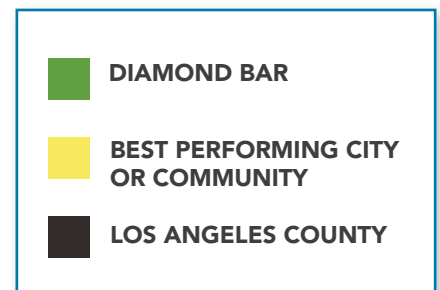 DIAMOND BAR
BEST PERFORMING CITY
OR COMMUNITY
LOS ANGELES COUNTY